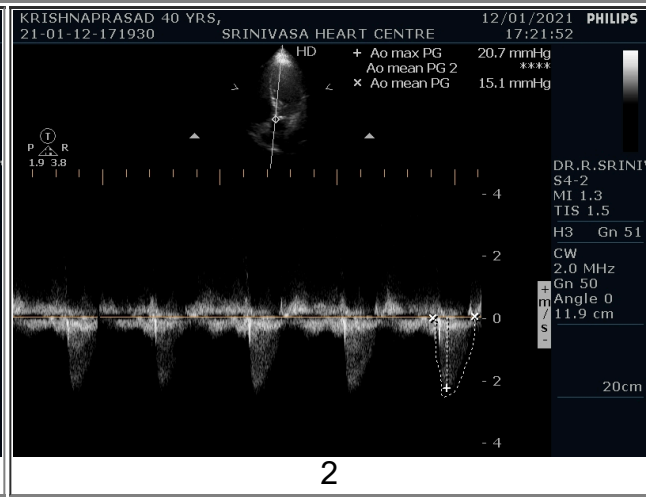 KRISHNAPRASAD 40 YRS, 12/01/2021 PHILIPS
21-01-12-171930 SRINIVASA HEART CENTRE 17:21:52
HD
+ Ao max PG 20.7 mmHg
Ao mean PG 2 ****
× Ao mean PG 15.1 mmHg
T
P R
1.9 3.8
DR.R.SRINIV
S4-2
MI 1.3
TIS 1.5
H3 Gn 51
CW
2.0 MHz
Gn 50
Angle 0
11.9 cm
20cm
- 4
- 2
- 0
- 2
- 4
+
m
/
s
-
2